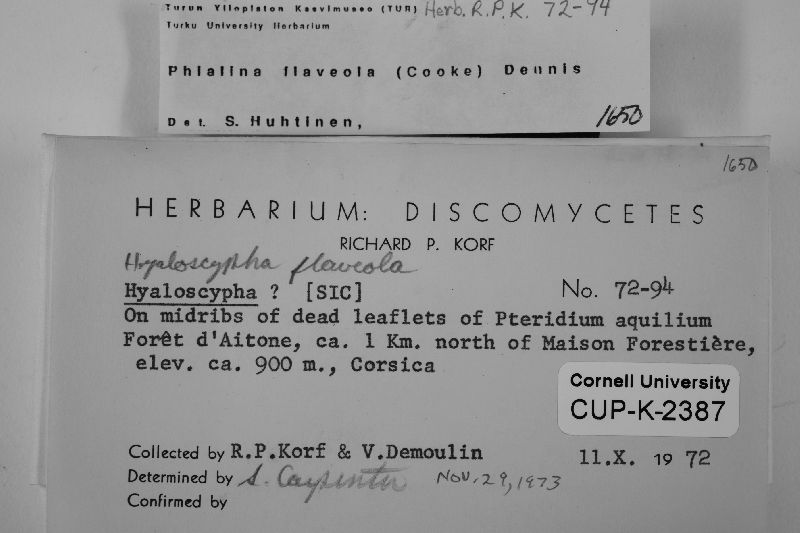 Turun Yliopiston Kasvimuseo (TUR) Herb. R.P.K. 72-94
Turku University Herbarium
Phialina flaveola (Cooke) Dennis
Det. S. Huhtinen,
1650
1650
HERBARIUM: DISCOMYCETES
RICHARD P. KORF
Hyaloscypha flaveola
Hyaloscypha ? [SIC] No. 72-94
On midribs of dead leaflets of Pteridium aquilium
Forêt d'Aitone, ca. 1 Km. north of Maison Forestière,
elev. ca. 900 m., Corsica
Cornell University
CUP-K-2387
Collected by R.P.Korf & V.Demoulin 11.X. 19 72
Determined by S. Carpenter Nov. 29, 1973
Confirmed by